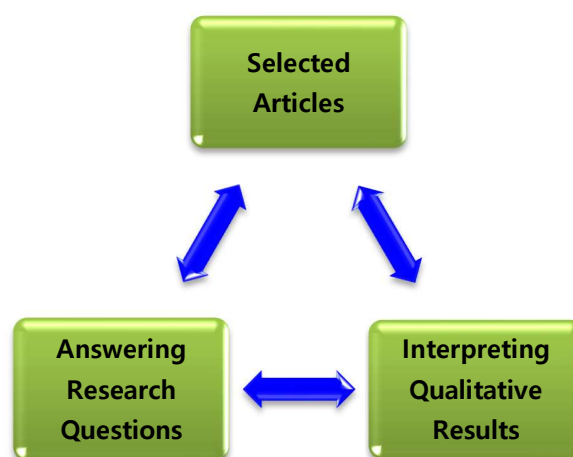 Selected
Articles
Answering
Research
Questions
Interpreting
Qualitative
Results